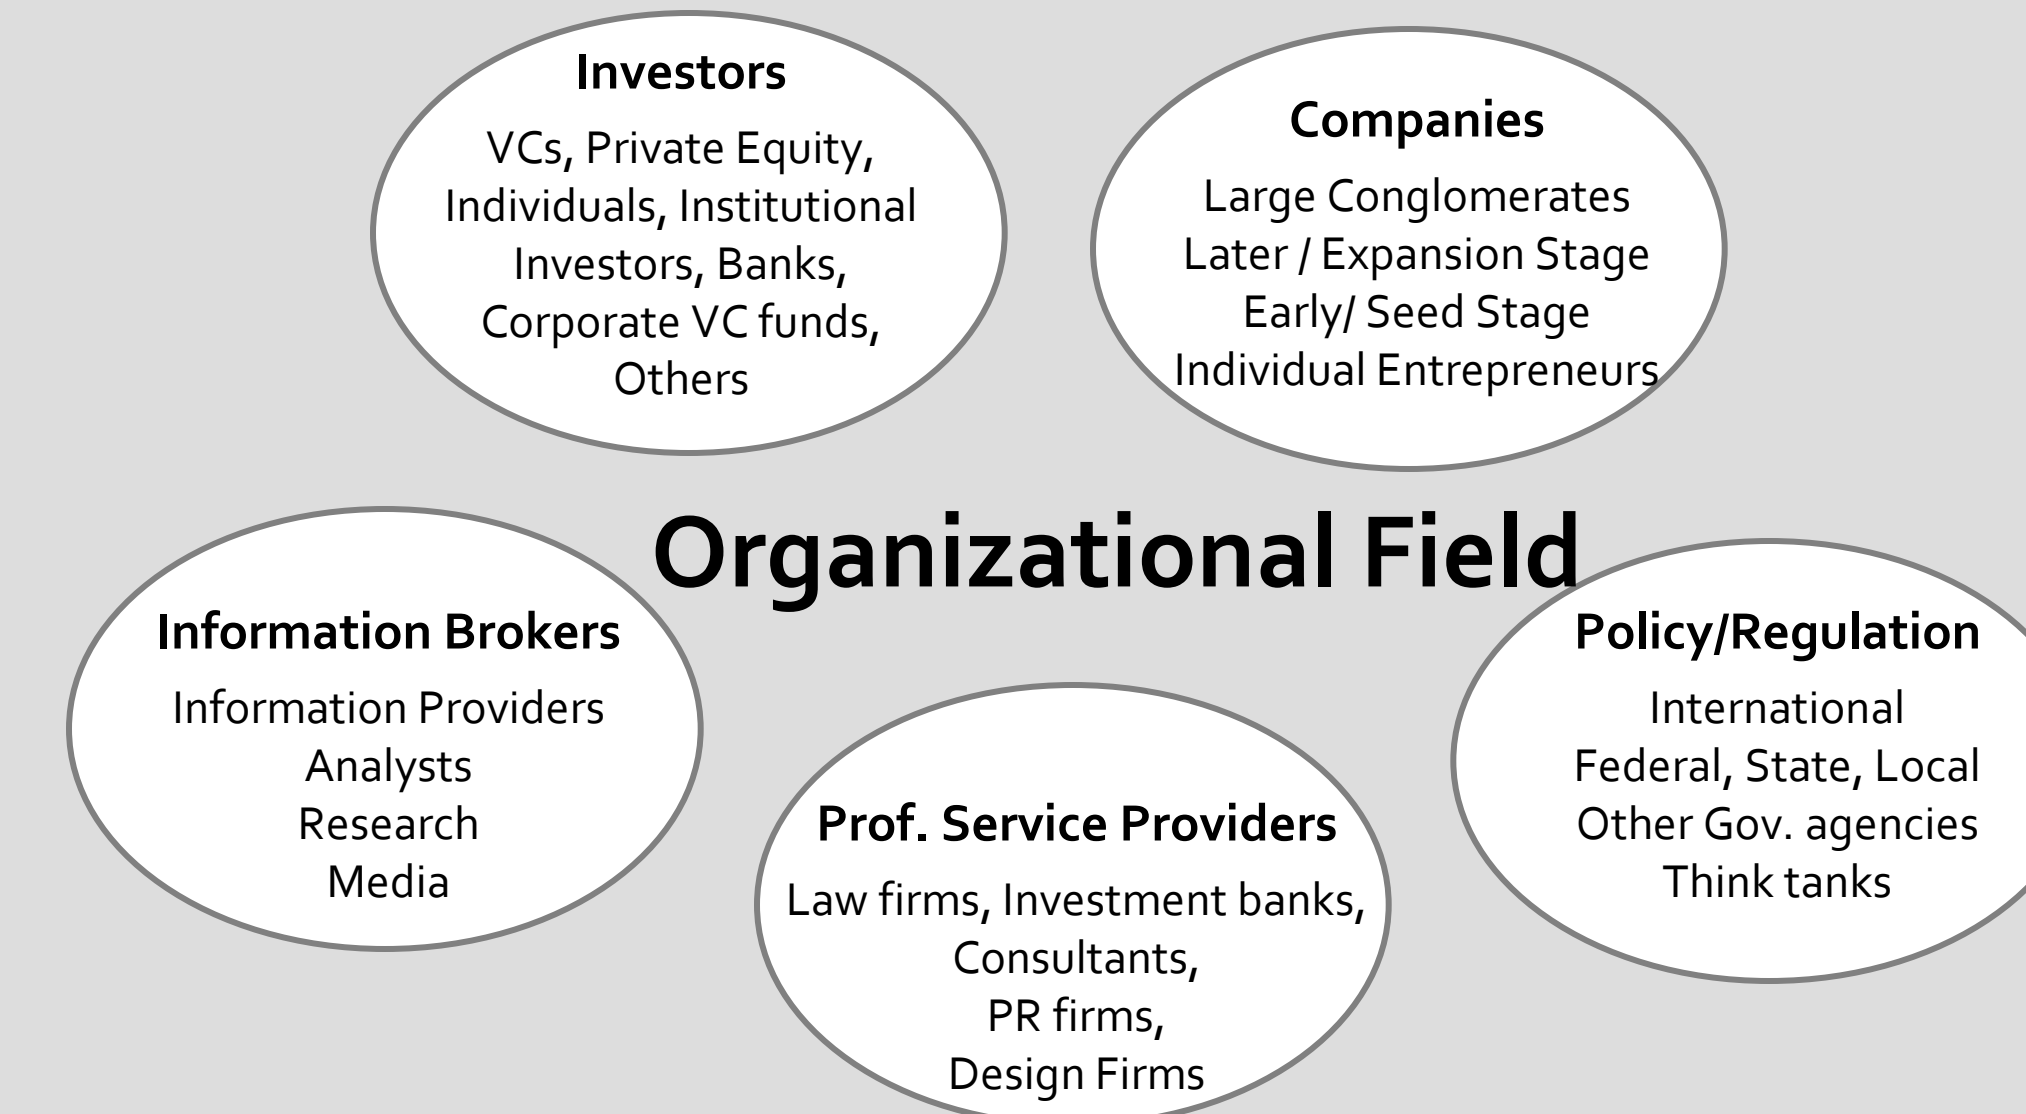 Investors
VCs, Private Equity,
Individuals, Institutional
Investors, Banks,
Corporate VC funds,
Others
Companies
Large Conglomerates
Later / Expansion Stage
Early/ Seed Stage
Individual Entrepreneurs
Organizational Field
Information Brokers
Information Providers
Analysts
Research
Media
Prof. Service Providers
Law firms, Investment banks,
Consultants,
PR firms,
Design Firms
Policy/Regulation
International
Federal, State, Local
Other Gov. agencies
Think tanks